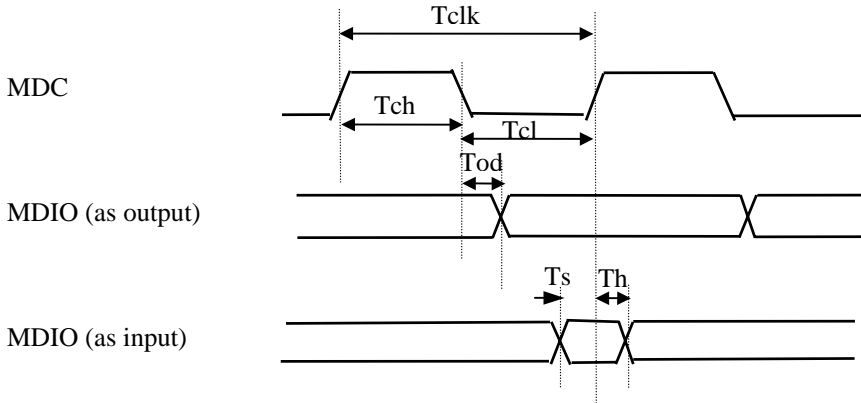 Tclk
MDC
Tch
Tcl
Tod
MDIO (as output)
Ts Th
MDIO (as input)